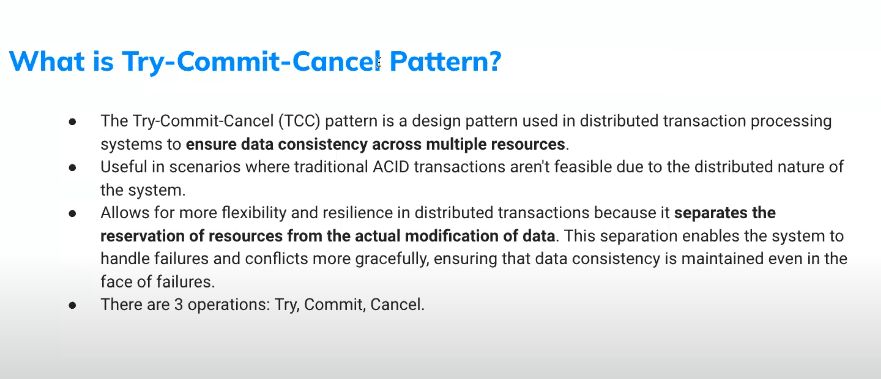 What is Try-Commit-Cancel Pattern?
● The Try-Commit-Cancel (TCC) pattern is a design pattern used in distributed transaction processing
systems to ensure data consistency across multiple resources.
● Useful in scenarios where traditional ACID transactions aren't feasible due to the distributed nature of
the system.
● Allows for more flexibility and resilience in distributed transactions because it separates the
reservation of resources from the actual modification of data. This separation enables the system to
handle failures and conflicts more gracefully, ensuring that data consistency is maintained even in the
face of failures.
● There are 3 operations: Try, Commit, Cancel.